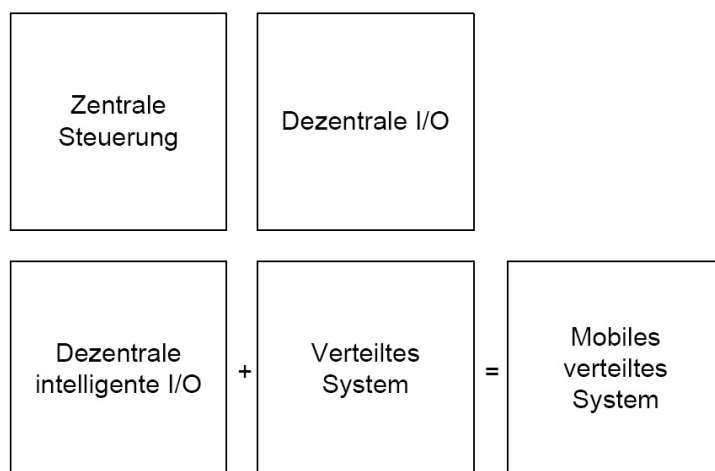 Zentrale
Steuerung
Dezentrale I/O
Dezentrale
intelligente I/O
+
Verteiltes
System
=
Mobiles
verteiltes
System